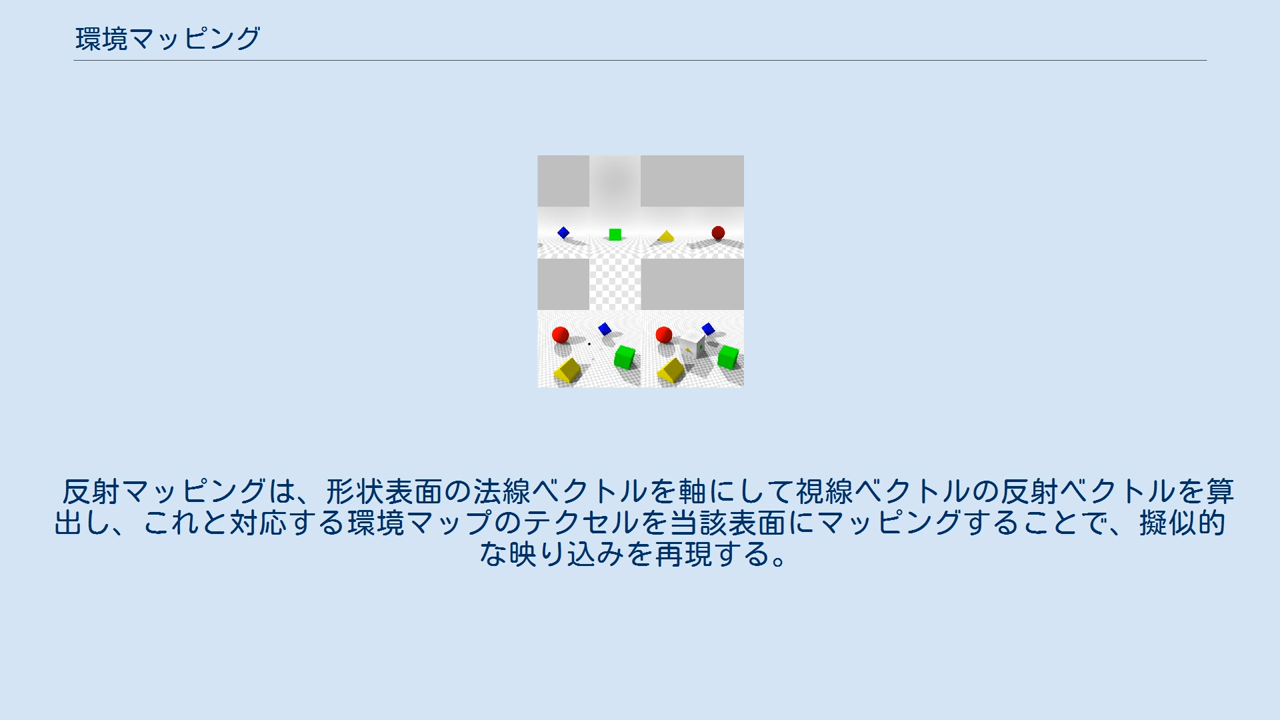 環境マッピング
反射マッピングは、形状表面の法線ベクトルを軸にして視線ベクトルの反射ベクトルを算
出し、これと対応する環境マップのテクセルを当該表面にマッピングすることで、擬似的
な映り込みを再現する。